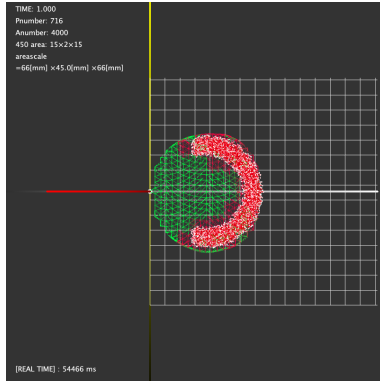 TIME: 1.000
Pnumber: 716
Anumber: 4000
450 area: 15×2×15
areascale
=66[mm] ×45.0[mm] ×66[mm]
[REAL TIME] : 54466 ms